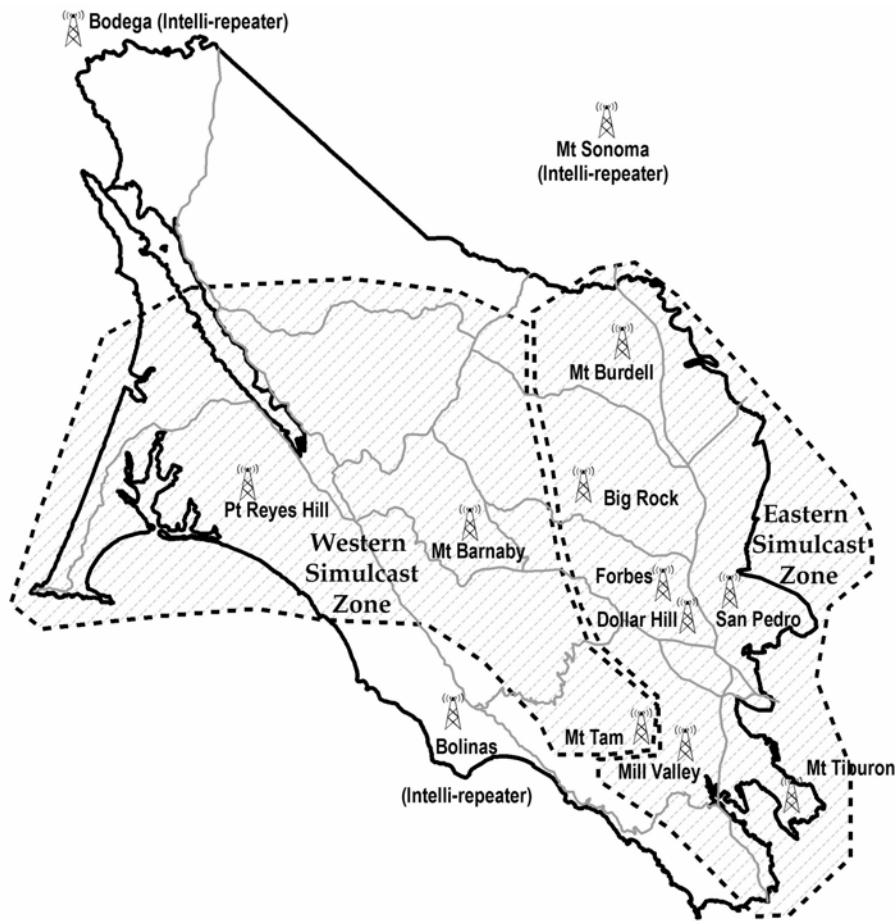 Bodega (Intelli-repeater)
Mt Sonoma
(Intelli-repeater)
Mt Burdell
Big Rock
Pt Reyes Hill
Mt Barnaby
Western
Simulcast
Zone
Eastern
Simulcast
Zone
Forbes
Dollar Hill
San Pedro
Bolinas
(Intelli-repeater)
Mt Tam
Mill Valley
Mt Tiburon